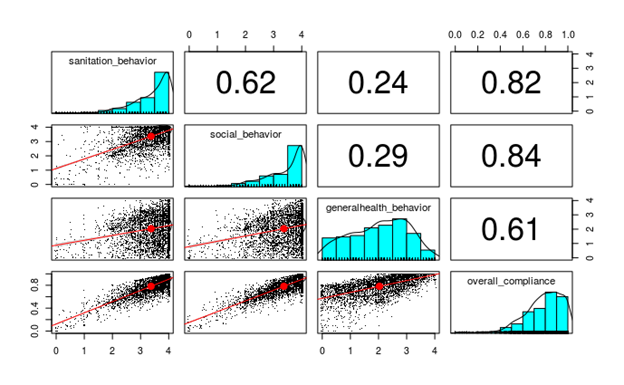 0 1 2 3 4
0.0 0.2 0.4 0.6 0.8 1.0
sanitation_behavior
0.62
0.24
0.82
0 1 2 3 4
0 1 2 3 4
social_behavior
0.29
0.84
generalhealth_behavior
0.61
0 1 2 3 4
0.0 0.4 0.8
overall_compliance
0 1 2 3 4
0 1 2 3 4